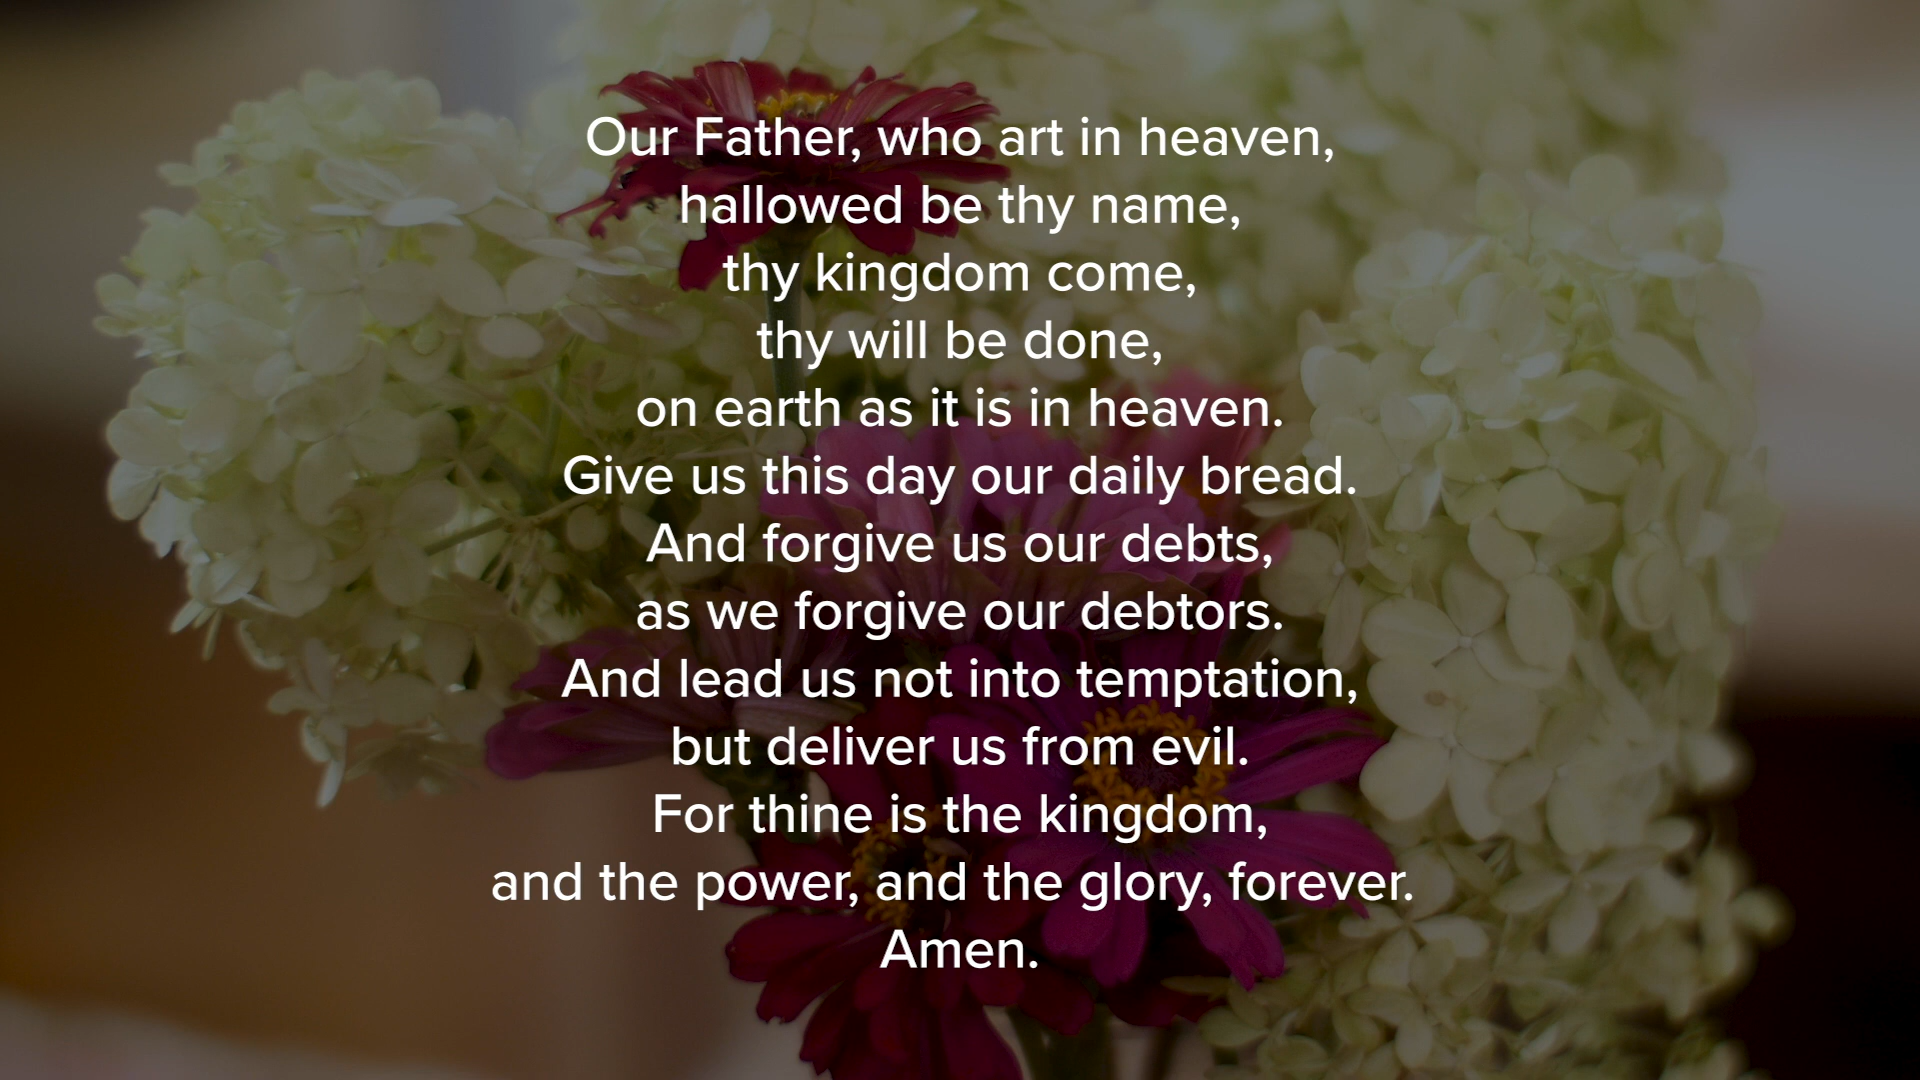 Our Father, who art in heaven,
hallowed be thy name,
thy kingdom come,
thy will be done,
on earth as it is in heaven.
Give us this day our daily bread.
And forgive us our debts,
as we forgive our debtors.
And lead us not into temptation,
but deliver us from evil.
For thine is the kingdom,
and the power, and the glory, forever.
Amen.